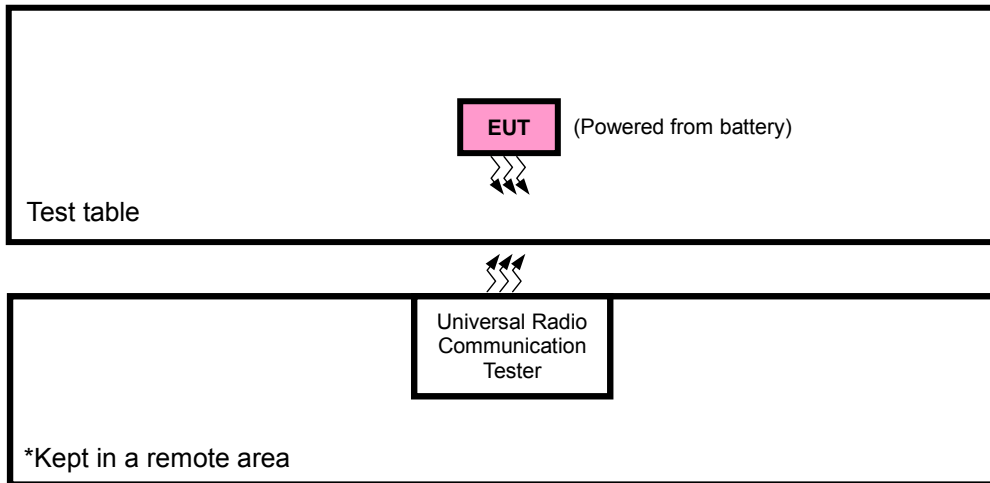 EUT
(Powered from battery)
Test table
Universal Radio
Communication
Tester
*Kept in a remote area